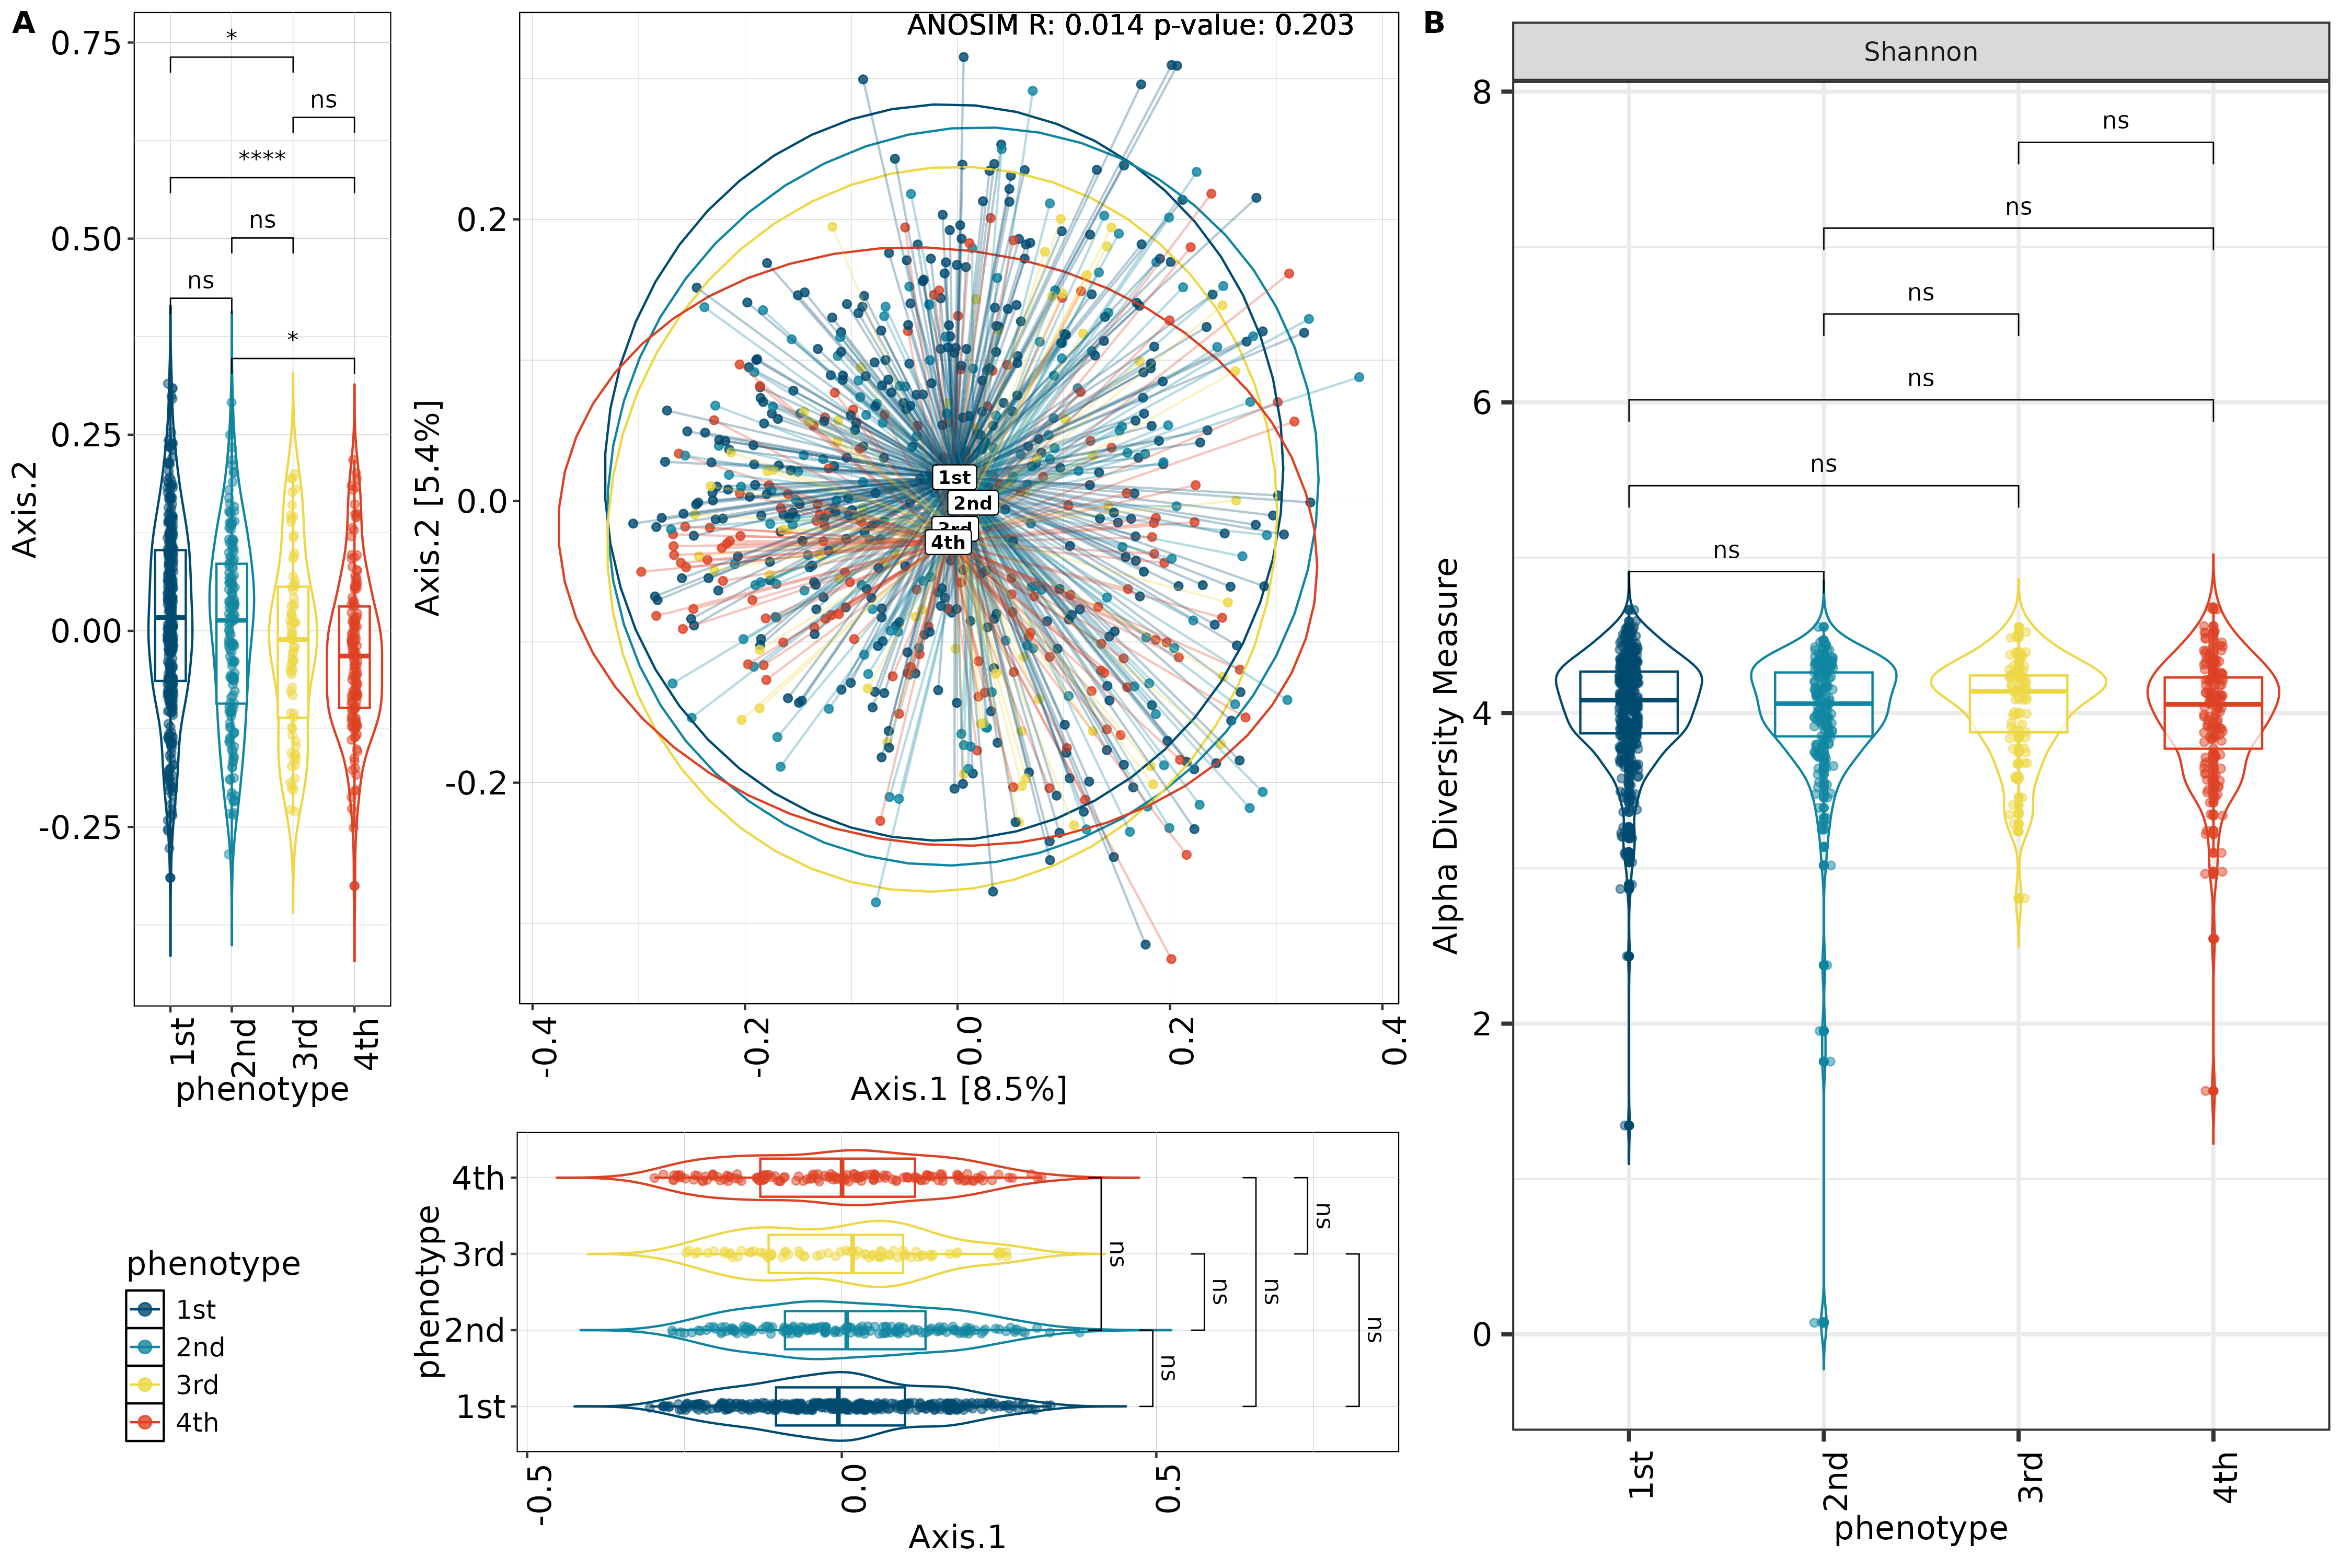 A
0.75
0.50
0.25
0.00
-0.25
Axis.2
*
ns
****
ns
ns
*
1st
2nd
3rd
4th
phenotype
ANOSIM R: 0.014 p-value: 0.203
0.2
0.0
-0.2
Axis.2 [5.4%]
1st
2nd
3rd
4th
-0.4
-0.2
0.0
0.2
0.4
Axis.1 [8.5%]
phenotype
1st
2nd
3rd
4th
phenotype
4th
3rd
2nd
1st
ns
ns
ns
ns
ns
ns
-0.5
0.0
0.5
Axis.1
B
Shannon
8
6
4
2
0
Alpha Diversity Measure
ns
ns
ns
ns
ns
ns
1st
2nd
3rd
4th
phenotype